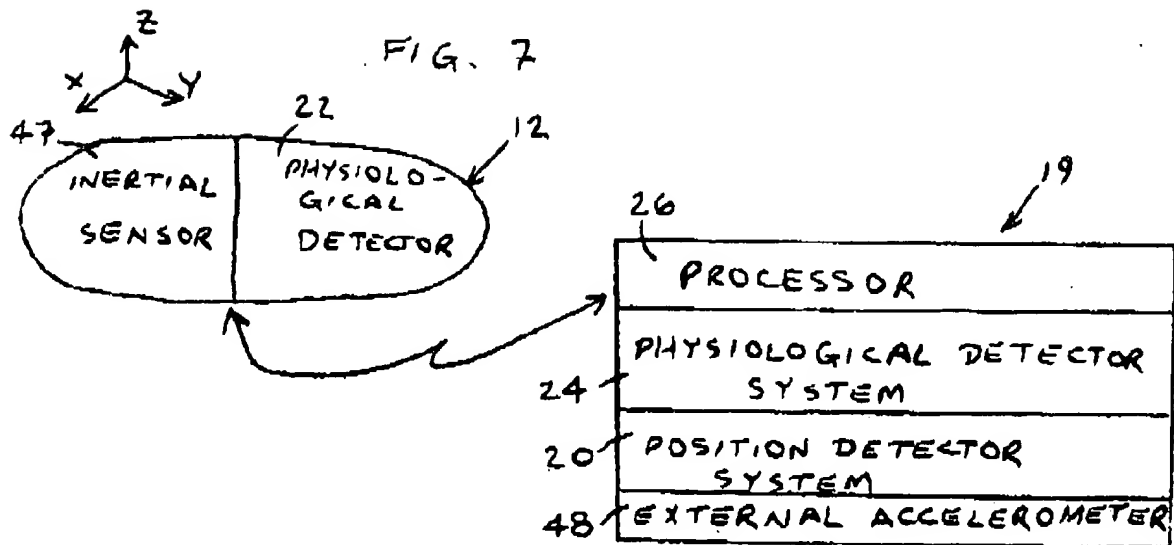 FIG. 7
Z
X Y
47
22
12
INERTIAL
SENSOR
PHYSIOLO-
GICAL
DETECTOR
19
26
PROCESSOR
PHYSIOLOGICAL DETECTOR
SYSTEM
24
POSITION DETECTOR
SYSTEM
20
EXTERNAL ACCELEROMETER
48